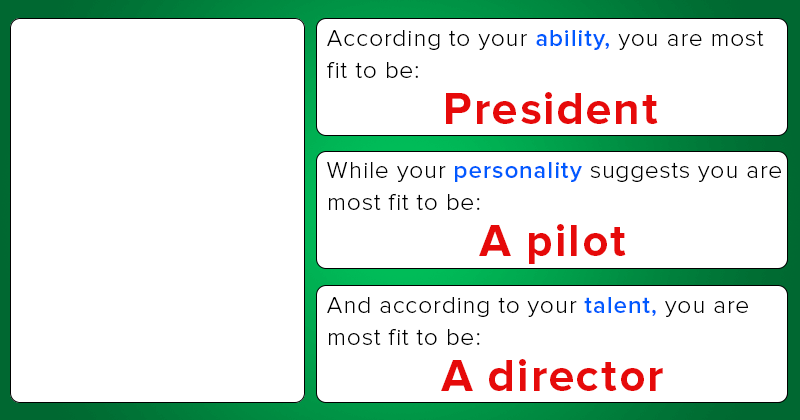 According to your ability, you are most
fit to be:
President
While your personality suggests you are
most fit to be:
A pilot
And according to your talent, you are
most fit to be:
A director